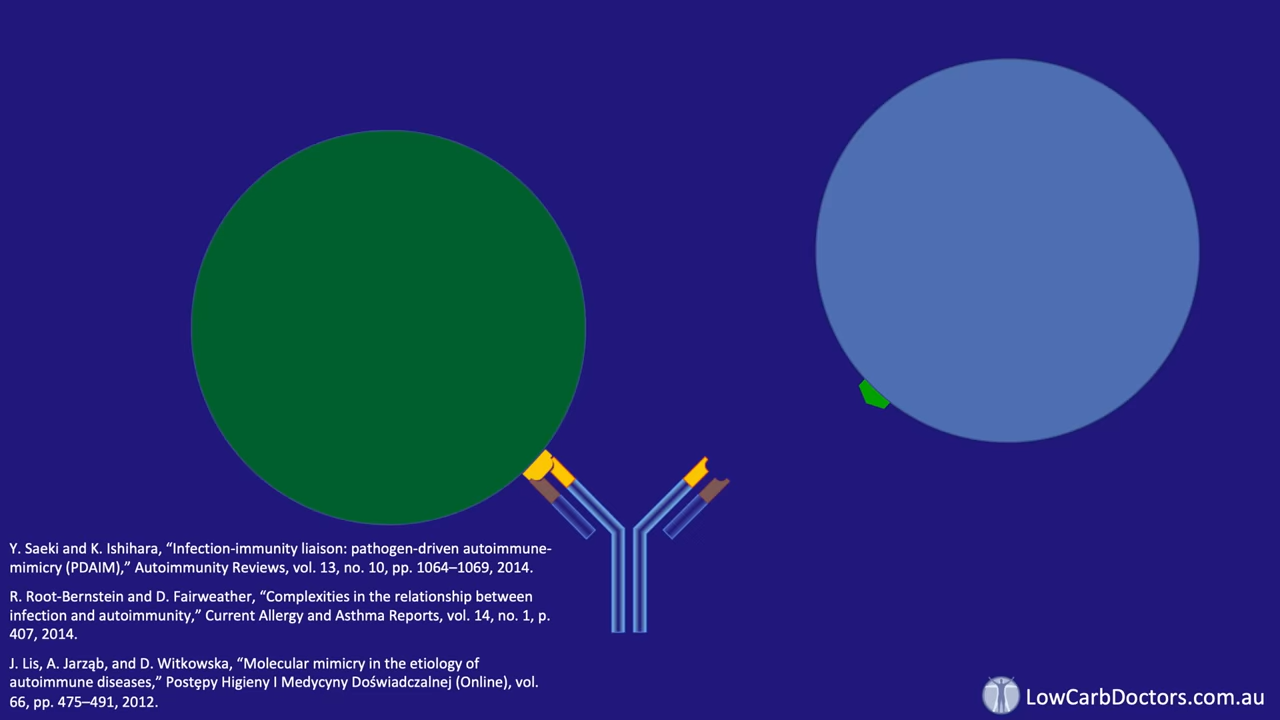 Y. Saeki and K. Ishihara, “Infection-immunity liaison: pathogen-driven autoimmune-
mimicry (PDAIM),” Autoimmunity Reviews, vol. 13, no. 10, pp. 1064–1069, 2014.
R. Root-Bernstein and D. Fairweather, “Complexities in the relationship between
infection and autoimmunity,” Current Allergy and Asthma Reports, vol. 14, no. 1, p.
407, 2014.
J. Lis, A. Jarząb, and D. Witkowska, “Molecular mimicry in the etiology of
autoimmune diseases,” Postępy Higieny I Medycyny Doświadczalnej (Online), vol.
66, pp. 475–491, 2012.
LowCarbDoctors.com.au